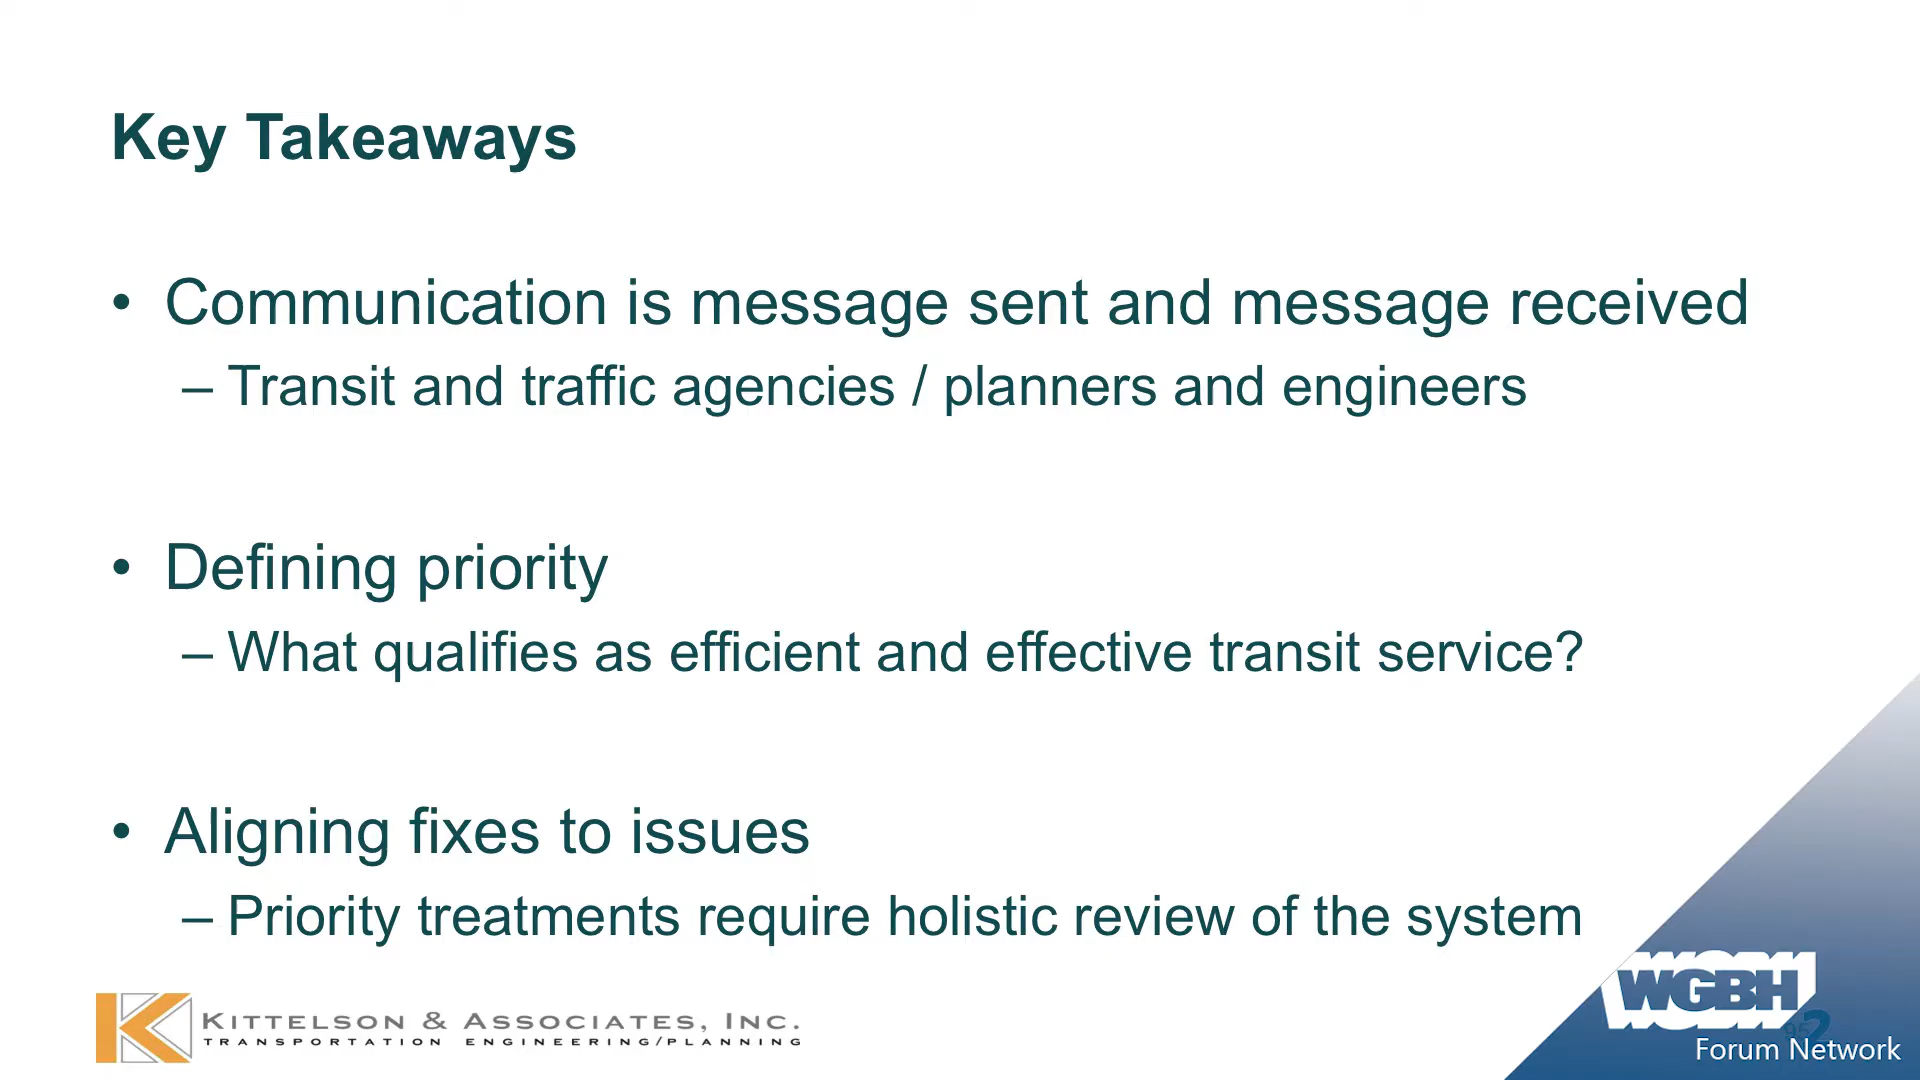 Key Takeaways
• Communication is message sent and message received
– Transit and traffic agencies / planners and engineers
• Defining priority
– What qualifies as efficient and effective transit service?
• Aligning fixes to issues
– Priority treatments require holistic review of the system
KITTELSON & ASSOCIATES, INC.
TRANSPORTATION ENGINEERING/PLANNING
WGBH
Forum Network